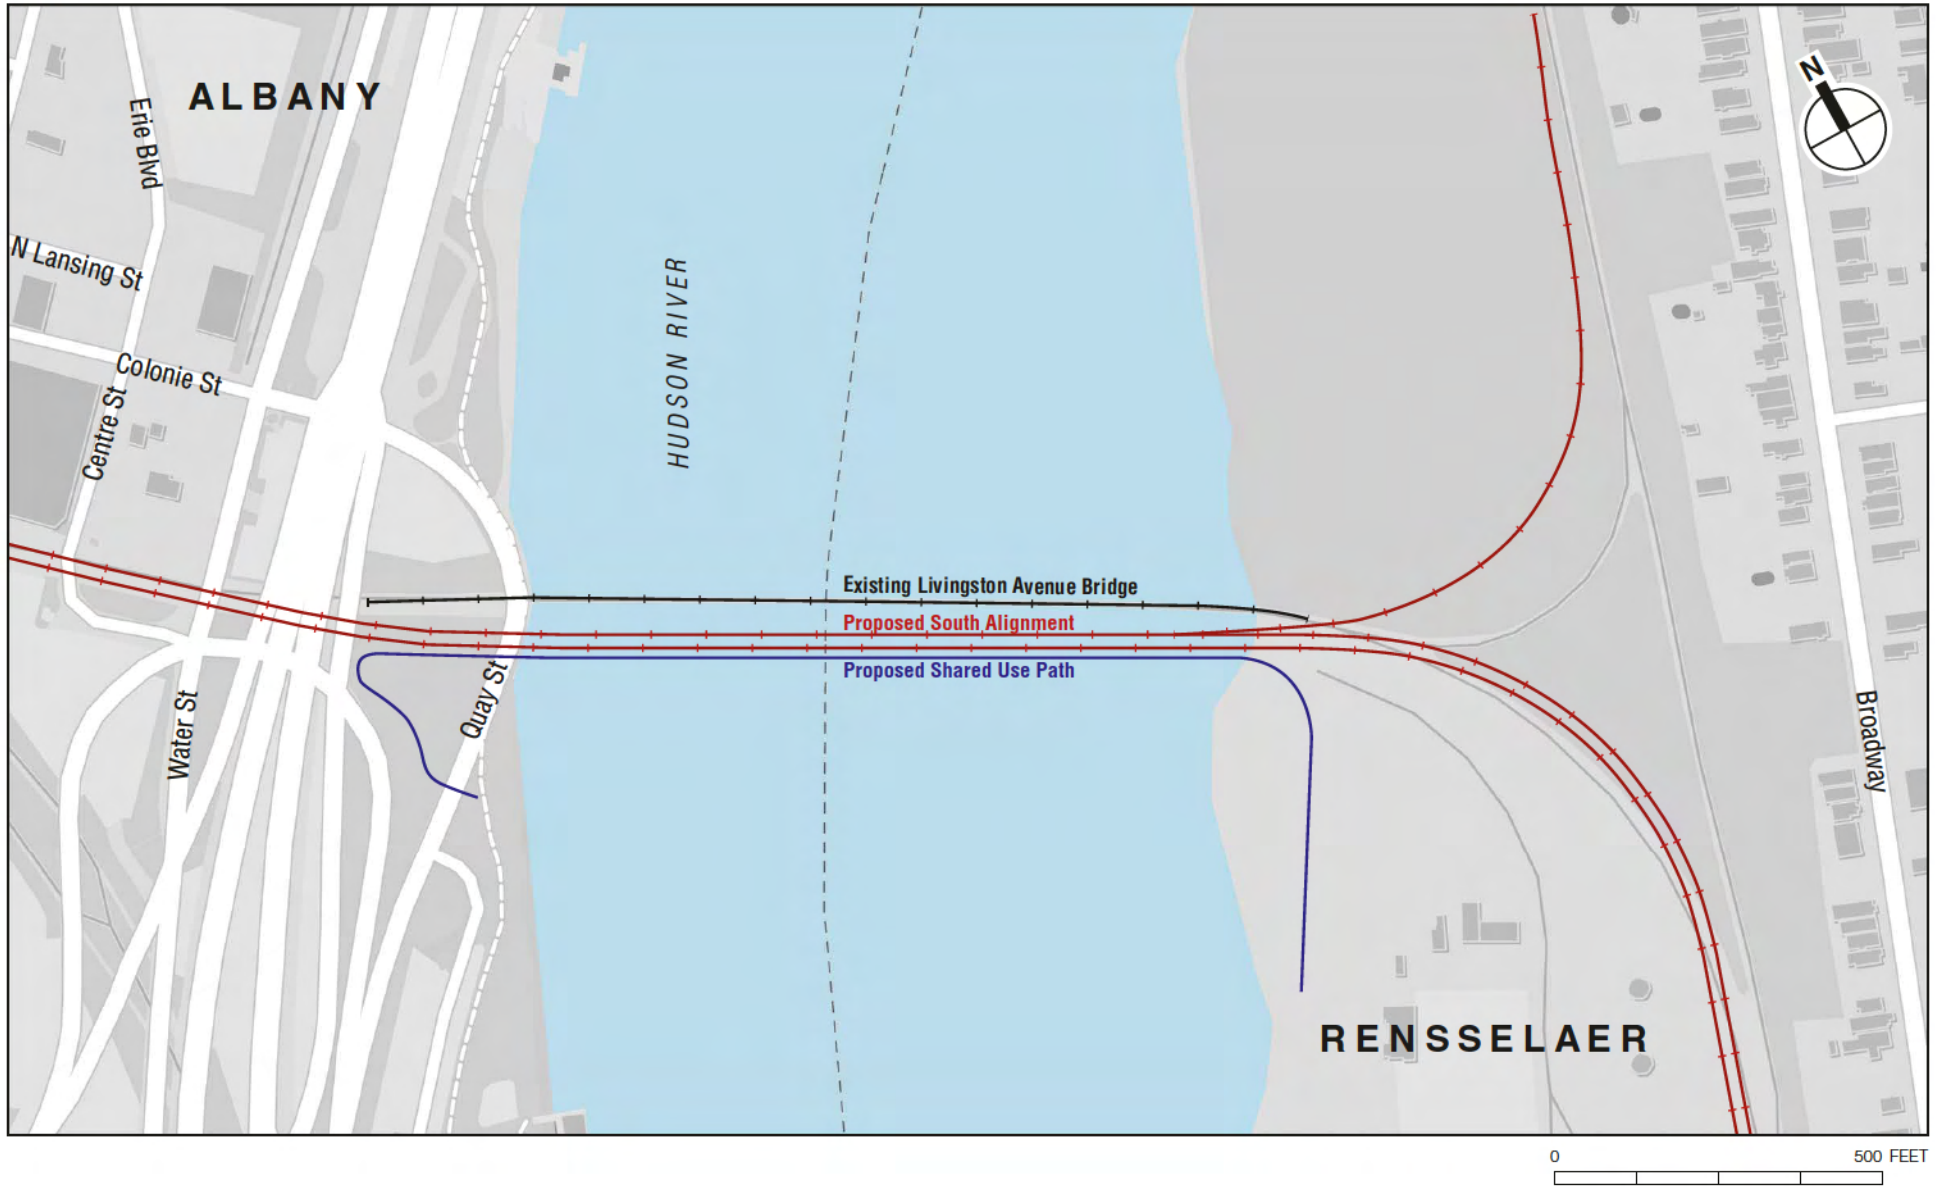 ALBANY
N
Erie Blvd
N Lansing St
HUDSON RIVER
Colonie St
Centre St
Existing Livingston Avenue Bridge
Proposed South Alignment
Proposed Shared Use Path
Quay St
Water St
Broadway
RENSSELAER
0 500 FEET